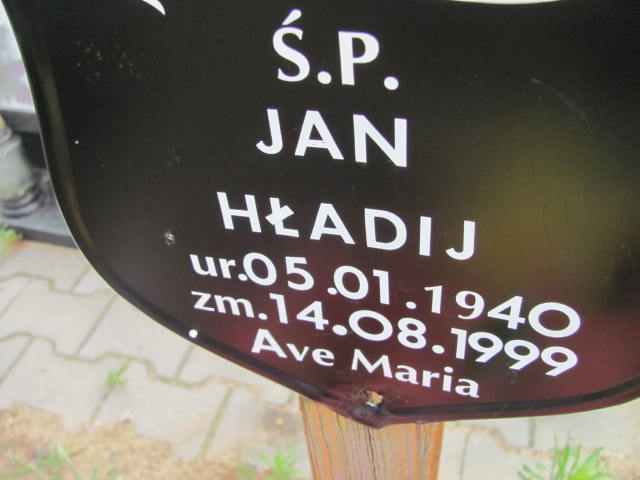 Ś.P.
JAN
HŁADIJ
ur.05.01.1940
zm.14.08.1999
Ave Maria